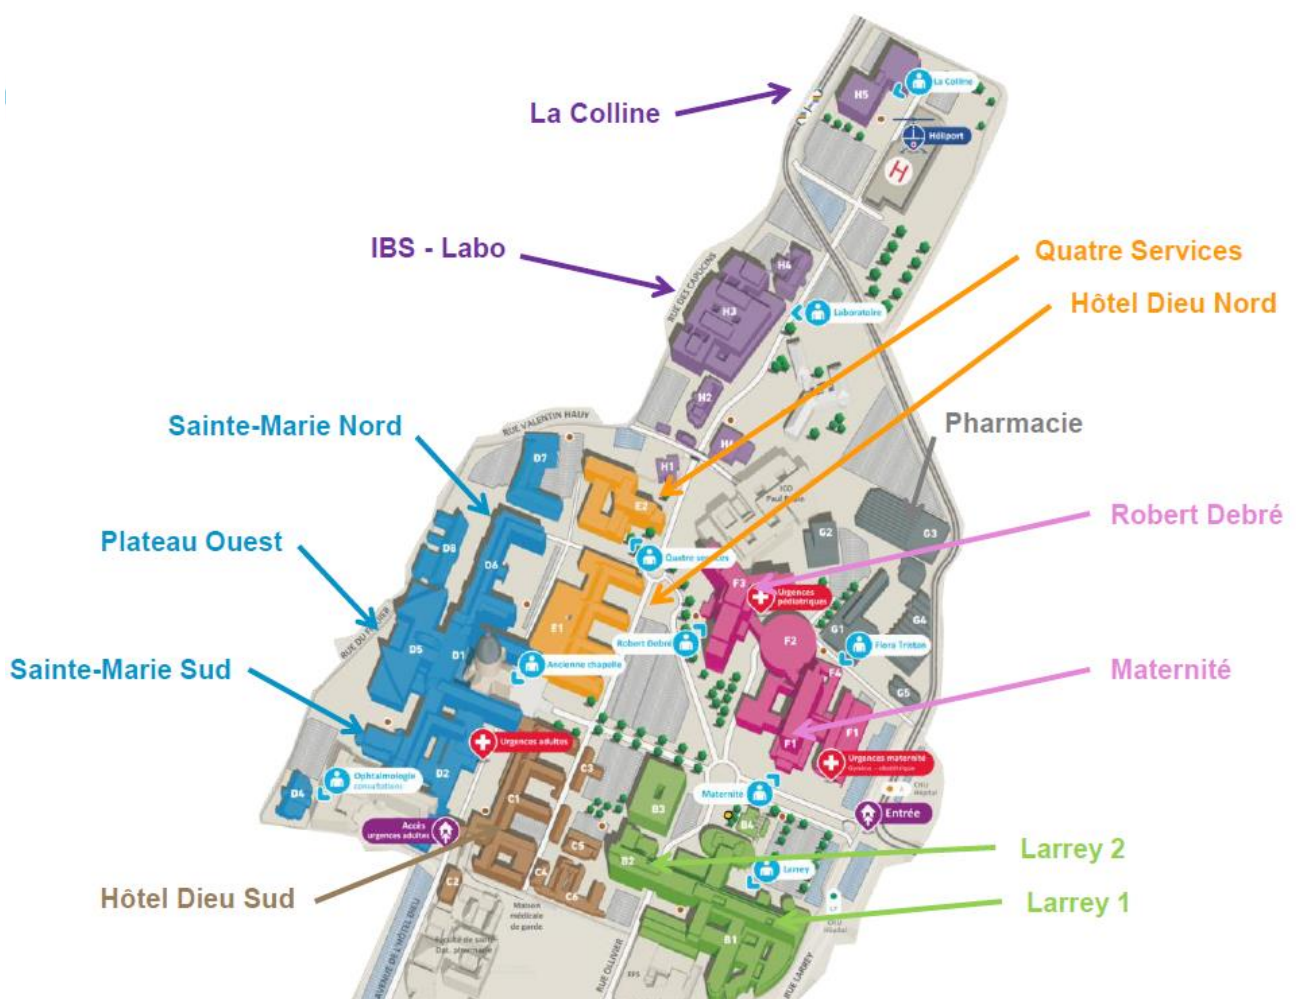 La Colline
H5
La Colline
Héliport
H
IBS - Labo
RUE DES CAPUCINS
H4
H3
Laboratoire
Quatre Services
Hôtel Dieu Nord
H2
Sainte-Marie Nord
RUE VALENTIN HAUY
D7
H1
Pharmacie
E2
G2
G3
Robert Debré
Plateau Ouest
D8
D6
Quatre services
F3
Urgences
pédiatriques
G1
G4
E1
F2
Robert Debré
Flora Tristan
D5
D1
Ancienne chapelle
Sainte-Marie Sud
F4
G5
Maternité
F1
F1
Urgences adultes
Urgences maternité
D2
C3
D4
Ophtalmologie
consultations
Maternité
C1
B3
B4
Entrée
Accès
urgences adultes
C5
B2
Larrey 2
Larrey
C2
C4
C6
Hôtel Dieu Sud
Larrey 1
Maison
médicale
de garde
B1
AVENUE DE L'HÔTEL DIEU
RUE OLLIVIER
RUE LARREY